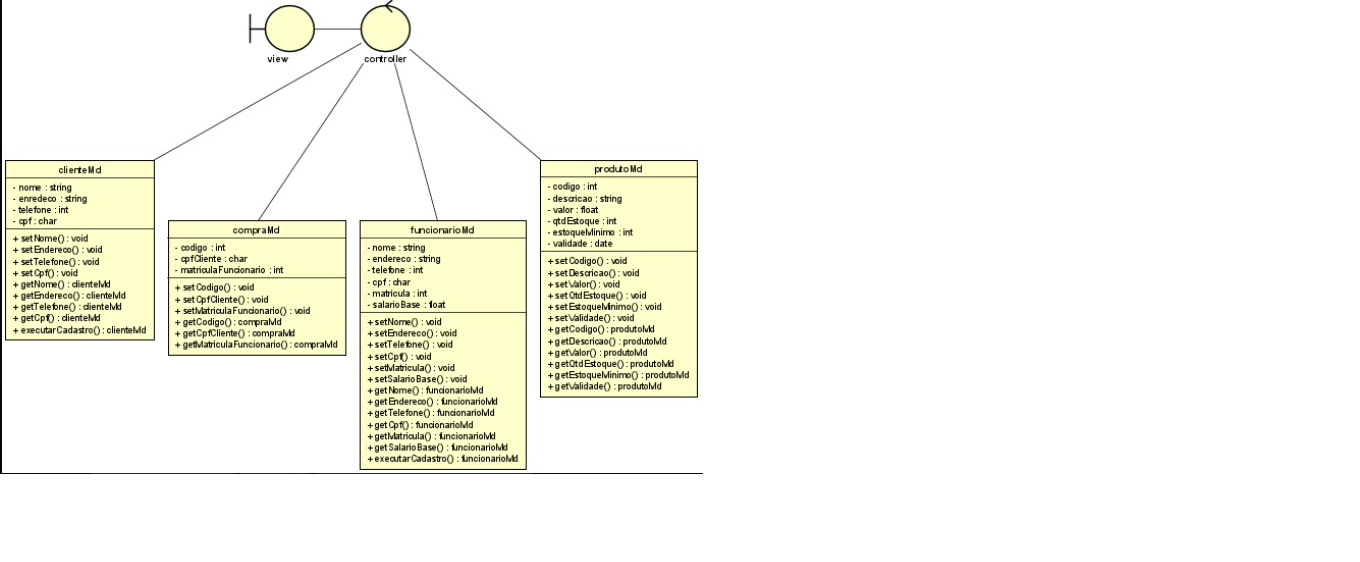 view
controller
clienteMd
- nome : string
- enredeco : string
- telefone : int
- cpf : char
+ setNome() : void
+ setEndereco() : void
+ setTelefone() : void
+ setCpf() : void
+ getNome() : clienteMd
+ getEndereco() : clienteMd
+ getTelefone() : clienteMd
+ getCpf() : clienteMd
+ executarCadastro() : clienteMd
compraMd
- codigo : int
- cpfCliente : char
- matriculaFuncionario : int
+ setCodigo() : void
+ setCpfCliente() : void
+ setMatriculaFuncionario() : void
+ getCodigo() : compraMd
+ getCpfCliente() : compraMd
+ getMatriculaFuncionario() : compraMd
funcionarioMd
- nome : string
- endereco : string
- telefone : int
- cpf : char
- matricula : int
- salarioBase : float
+ setNome() : void
+ setEndereco() : void
+ setTelefone() : void
+ setCpf() : void
+ setMatricula() : void
+ setSalarioBase() : void
+ getNome() : funcionarioMd
+ getEndereco() : funcionarioMd
+ getTelefone() : funcionarioMd
+ getCpf() : funcionarioMd
+ getMatricula() : funcionarioMd
+ getSalarioBase() : funcionarioMd
+ executarCadastro() : funcionarioMd
produtoMd
- codigo : int
- descricao : string
- valor : float
- qtdEstoque : int
- estoqueMinimo : int
- validade : date
+ setCodigo() : void
+ setDescricao() : void
+ setValor() : void
+ setQtdEstoque() : void
+ setEstoqueMinimo() : void
+ setValidade() : void
+ getCodigo() : produtoMd
+ getDescricao() : produtoMd
+ getValor() : produtoMd
+ getQtdEstoque() : produtoMd
+ getEstoqueMinimo() : produtoMd
+ getValidade() : produtoMd